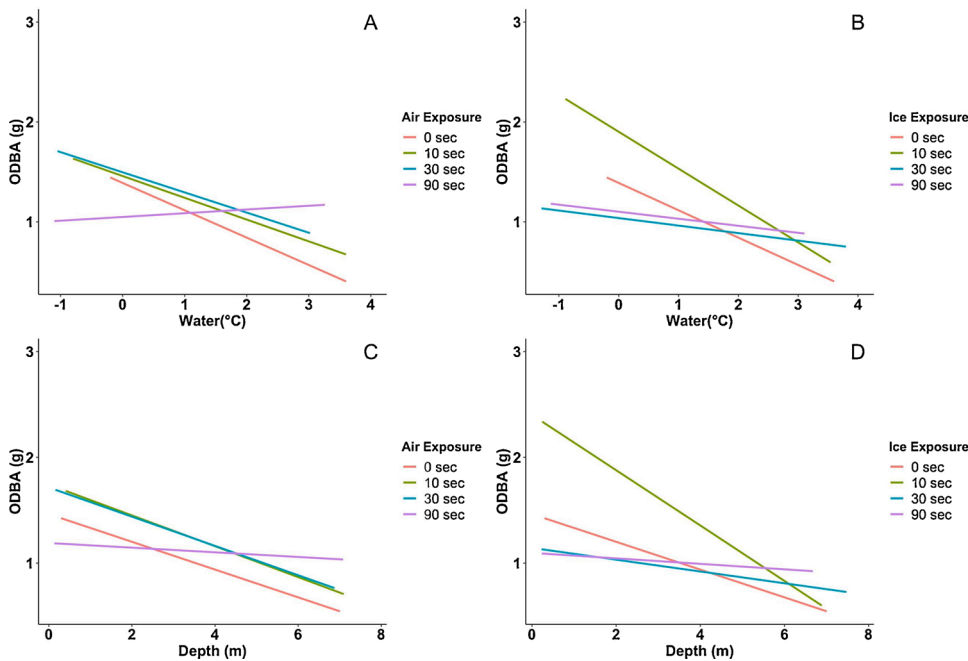 A
3
2
1
ODBA (g)
-1 0 1 2 3 4
Water(°C)
Air Exposure
0 sec
10 sec
30 sec
90 sec
B
3
2
1
ODBA (g)
-1 0 1 2 3 4
Water(°C)
Ice Exposure
0 sec
10 sec
30 sec
90 sec
C
3
2
1
ODBA (g)
0 2 4 6 8
Depth (m)
Air Exposure
0 sec
10 sec
30 sec
90 sec
D
3
2
1
ODBA (g)
0 2 4 6 8
Depth (m)
Ice Exposure
0 sec
10 sec
30 sec
90 sec